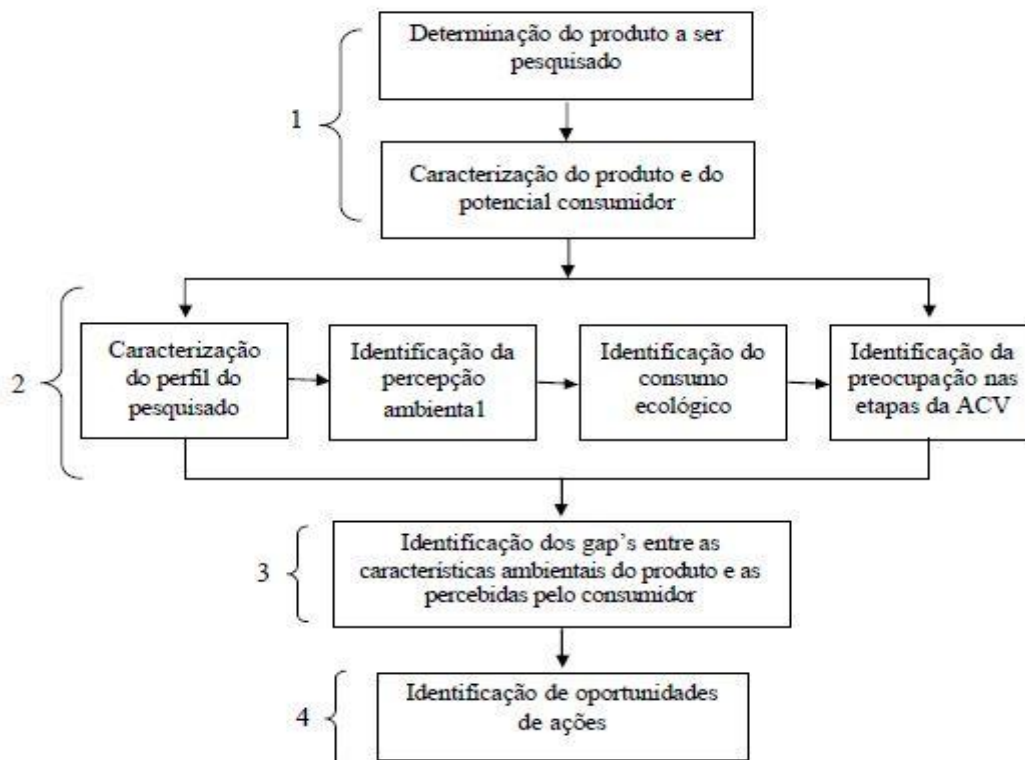 Determinação do produto a ser
pesquisado
1
Caracterização do produto e do
potencial consumidor
2
Caracterização
do perfil do
pesquisado
Identificação da
percepção
ambiental
Identificação do
consumo
ecológico
Identificação da
preocupação nas
etapas da ACV
3
Identificação dos gap's entre as
características ambientais do produto e as
percebidas pelo consumidor
4
Identificação de oportunidades
de ações